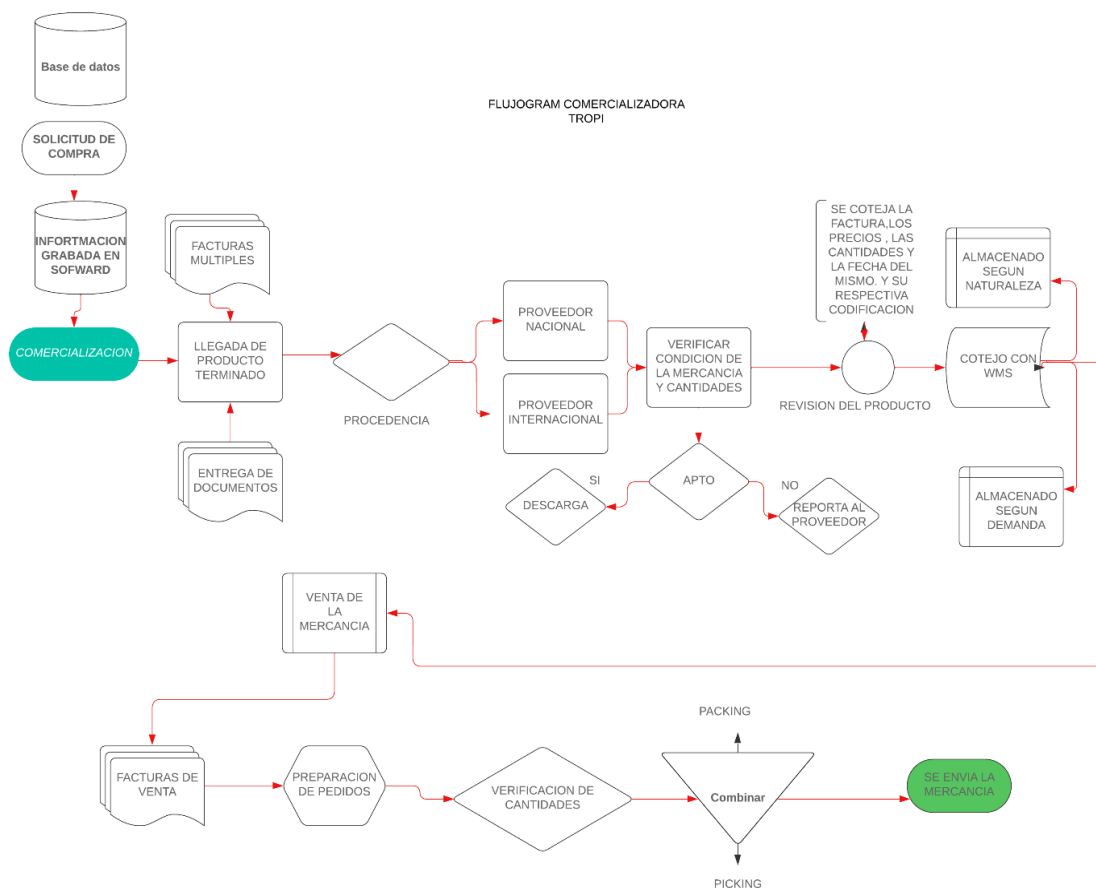 Base de datos
FLUJOGRAM COMERCIALIZADORA
TROPI
SOLICITUD DE
COMPRA
INFORTMACION
GRABADA EN
SOFWARD
FACTURAS
MULTIPLES
SE COTEJA LA
FACTURA,LOS
PRECIOS , LAS
CANTIDADES Y
LA FECHA DEL
MISMO. Y SU
RESPECTIVA
CODIFICACION
ALMACENADO
SEGUN
NATURALEZA
COMERCIALIZACION
LLEGADA DE
PRODUCTO
TERMINADO
PROCEDENCIA
PROVEEDOR
NACIONAL
PROVEEDOR
INTERNACIONAL
VERIFICAR
CONDICION DE
LA MERCANCIA
Y CANTIDADES
REVISION DEL PRODUCTO
COTEJO CON
WMS
ENTREGA DE
DOCUMENTOS
SI
DESCARGA
APTO
NO
REPORTA AL
PROVEEDOR
ALMACENADO
SEGUN
DEMANDA
VENTA DE
LA
MERCANCIA
PACKING
FACTURAS DE
VENTA
PREPARACION
DE PEDIDOS
VERIFICACION DE
CANTIDADES
Combinar
SE ENVIA LA
MERCANCIA
PICKING